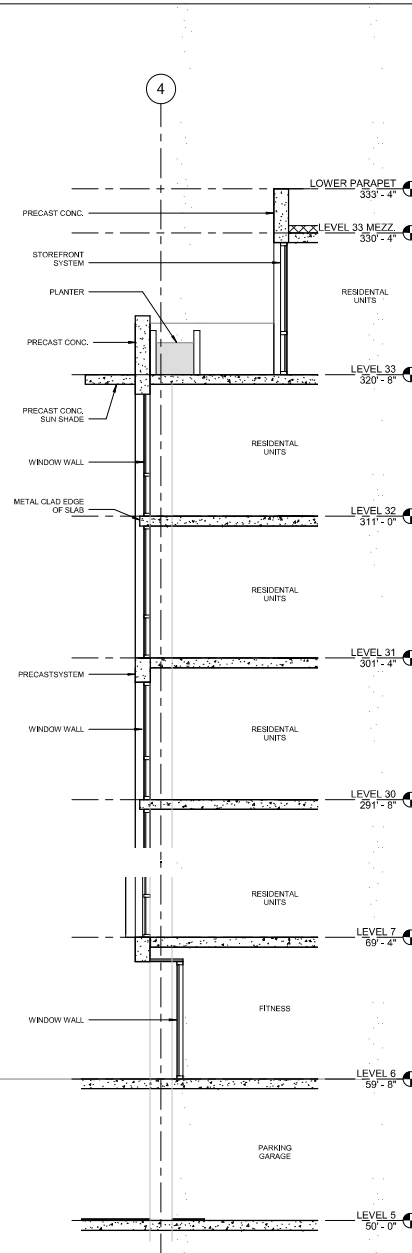 4
LOWER PARAPET
333' - 4"
PRECAST CONC.
LEVEL 33 MEZZ.
330' - 4"
STOREFRONT
SYSTEM
PLANTER
RESIDENTAL
UNITS
PRECAST CONC.
LEVEL 33
320' - 8"
PRECAST CONC.
SUN SHADE
RESIDENTAL
UNITS
WINDOW WALL
METAL CLAD EDGE
OF SLAB
LEVEL 32
311' - 0"
RESIDENTAL
UNITS
LEVEL 31
301' - 4"
PRECASTSYSTEM
WINDOW WALL
RESIDENTAL
UNITS
LEVEL 30
291' - 8"
RESIDENTAL
UNITS
LEVEL 7
69' - 4"
FITNESS
WINDOW WALL
LEVEL 6
59' - 8"
PARKING
GARAGE
LEVEL 5
50' - 0"